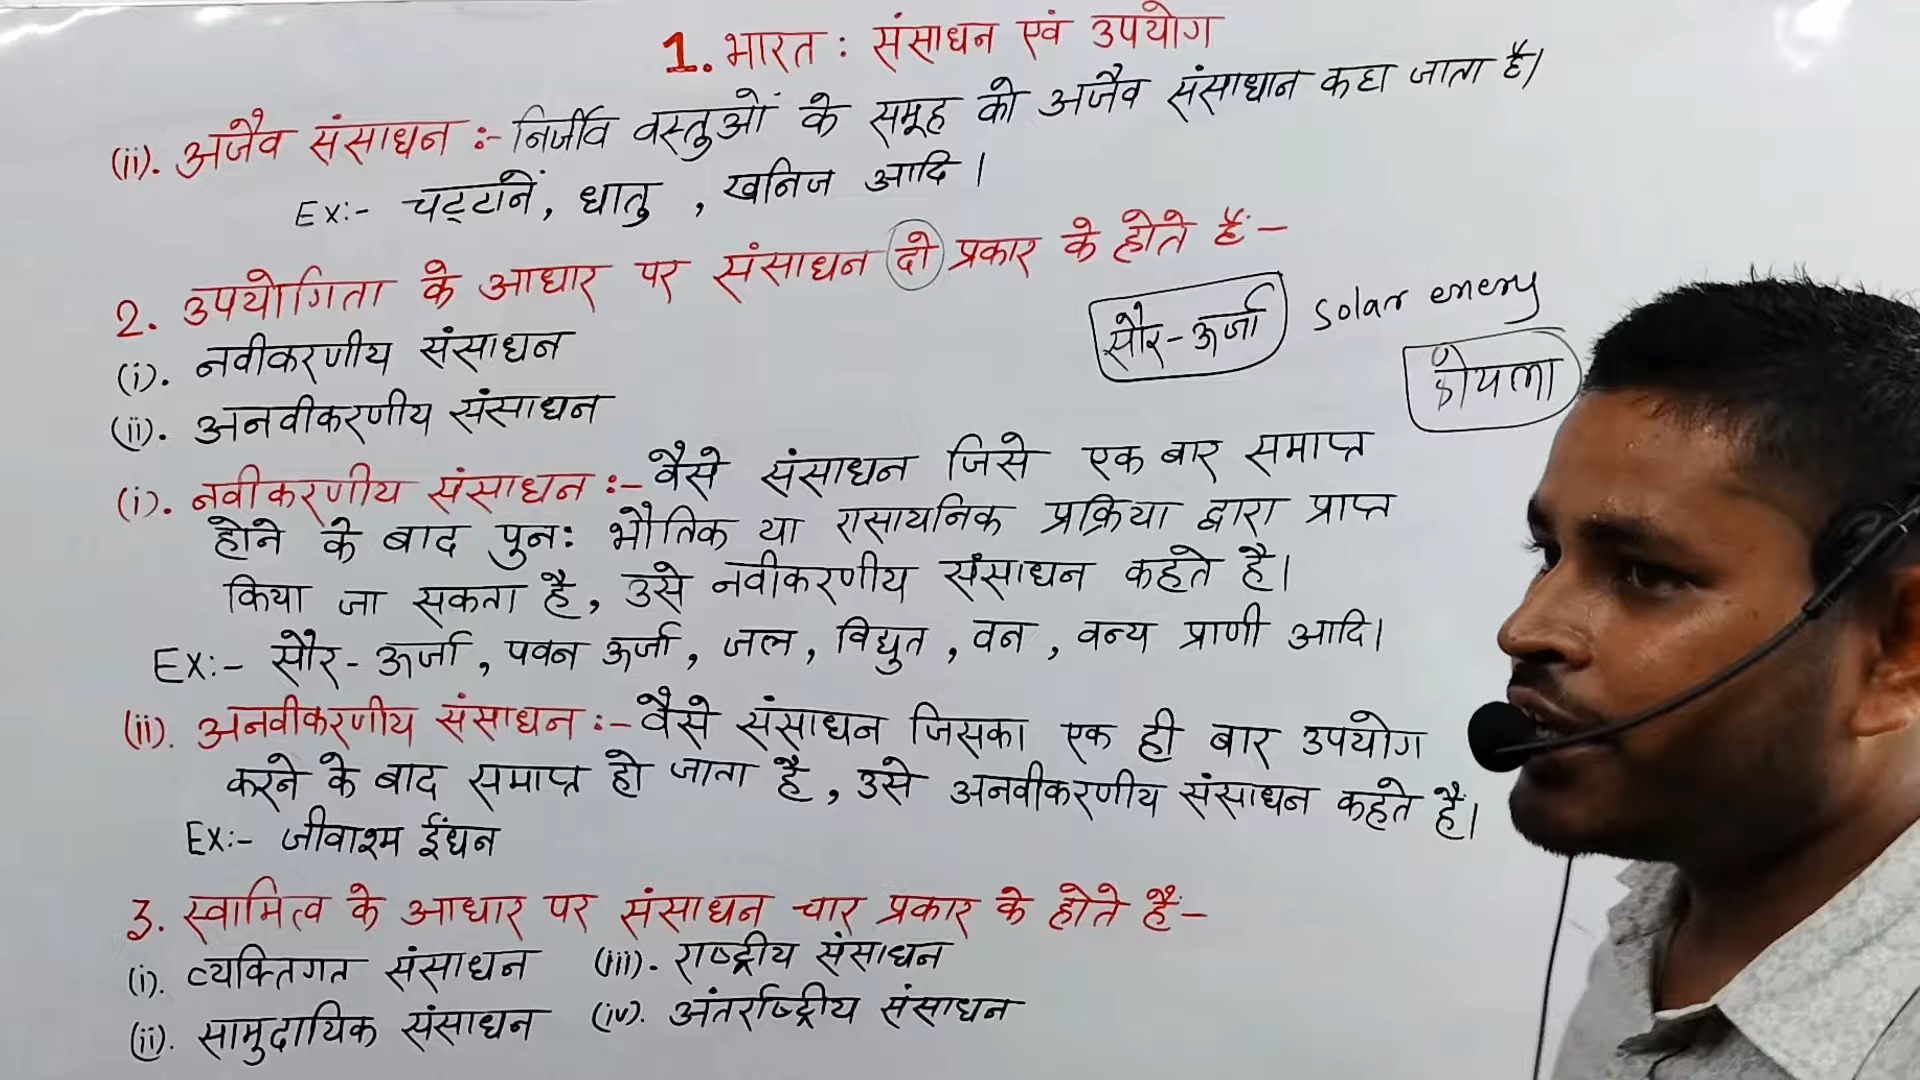 1. भारत : संसाधन एवं उपयोग
(ii). अजैव संसाधन :- निर्जीव वस्तुओं के समूह को अजैव संसाधान कहा जाता है।
Ex:- चट्टानें, धातु , खनिज आदि ।
2. उपयोगिता के आधार पर संसाधन दो प्रकार के होते हैं-
सौर-ऊर्जा Solar enery
(i). नवीकरणीय संसाधन
कोयला
(ii). अनवीकरणीय संसाधन
(i). नवीकरणीय संसाधन :- वैसे संसाधन जिसे एक बार समाप्त
होने के बाद पुन: भौतिक या रासायनिक प्रक्रिया द्वारा प्राप्त
किया जा सकता है, उसे नवीकरणीय संसाधन कहते है।
Ex:- सौर-ऊर्जा, पवन ऊर्जा, जल, विद्युत, वन, वन्य प्राणी आदि।
(ii). अनवीकरणीय संसाधन :- वैसे संसाधन जिसका एक ही बार उपयोग
करने के बाद समाप्त हो जाता है, उसे अनवीकरणीय संसाधन कहते हैं।
Ex:- जीवाश्म ईंधन
3. स्वामित्व के आधार पर संसाधन चार प्रकार के होते है-
(i). व्यक्तिगत संसाधन (iii). राष्ट्रीय संसाधन
(ii). सामुदायिक संसाधन (iv). अंतर्राष्ट्रीय संसाधन